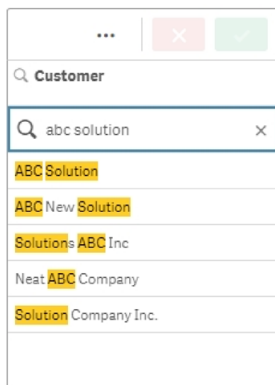 ...
Customer
abc solution
ABC Solution
ABC New Solution
Solutions ABC Inc
Neat ABC Company
Solution Company Inc.